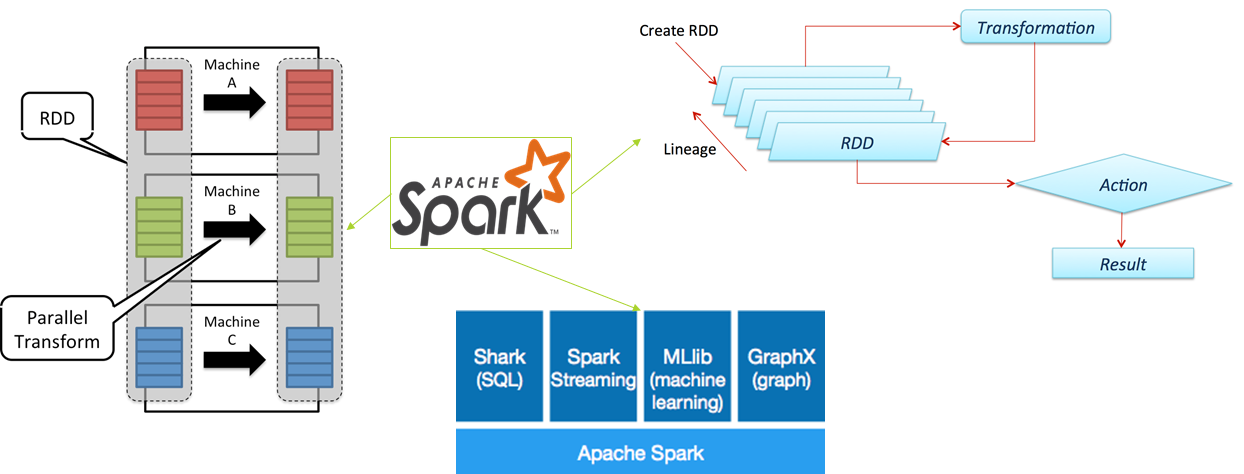 RDD
Machine
A
Machine
B
Parallel
Transform
Machine
C
APACHE
Spark
TM
Create RDD
Transformation
Lineage
RDD
Action
Result
Shark
(SQL)
Spark
Streaming
MLlib
(machine
learning)
GraphX
(graph)
Apache Spark